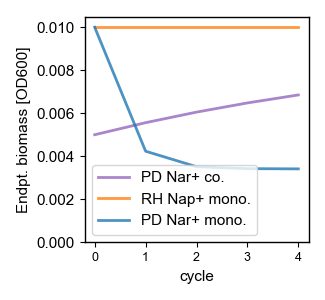 0.010
0.008
0.006
0.004
0.002
0.000
Endpt. biomass [OD600]
PD Nar+ co.
RH Nap+ mono.
PD Nar+ mono.
0 1 2 3 4
cycle